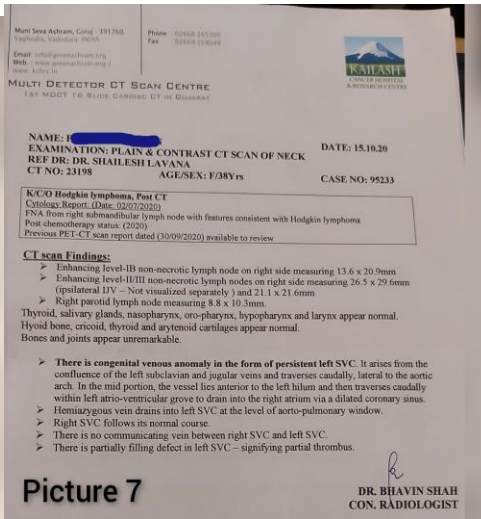 Muni Seva Ashram, Goraj - 391760.
Vaghodia, Vadodara. INDIA
Phone
Fax
Email
Web.
KAILASH
CANCER HOSPITAL
& RESEARCH CENTRE
MULTI DETECTOR CT SCAN CENTRE
1ST MDCT 16 SLICE CARDIAC CT IN GUJARAT
NAME:
EXAMINATION: PLAIN & CONTRAST CT SCAN OF NECK
DATE: 15.10.20
REF DR: DR. SHAILESH LAVANA
CT NO: 23198 AGE/SEX: F/38Yrs
CASE NO: 95233
K/C/O Hodgkin lymphoma, Post CT
Cytology Report: (Date: 02/07/2020)
FNA from right submandibular lymph node with features consistent with Hodgkin lymphoma
Post chemotherapy status: (2020)
Previous PET-CT scan report dated (30/09/2020) available to review
CT scan Findings:
➤ Enhancing level-IB non-necrotic lymph node on right side measuring 13.6 x 20.9mm
➤ Enhancing level-II/III non-necrotic lymph nodes on right side measuring 26.5 x 29.6mm
(ipsilateral IJV – Not visualized separately ) and 21.1 x 21.6mm
➤ Right parotid lymph node measuring 8.8 x 10.3mm.
Thyroid, salivary glands, nasopharynx, oro-pharynx, hypopharynx and larynx appear normal.
Hyoid bone, cricoid, thyroid and arytenoid cartilages appear normal.
Bones and joints appear unremarkable.
➤ There is congenital venous anomaly in the form of persistent left SVC. It arises from the
confluence of the left subclavian and jugular veins and traverses caudally, lateral to the aortic
arch. In the mid portion, the vessel lies anterior to the left hilum and then traverses caudally
within left atrio-ventricular grove to drain into the right atrium via a dilated coronary sinus.
➤ Hemiazygous vein drains into left SVC at the level of aorto-pulmonary window.
➤ Right SVC follows its normal course.
➤ There is no communicating vein between right SVC and left SVC.
➤ There is partially filling defect in left SVC – signifying partial thrombus.
Picture 7
DR. BHAVIN SHAH
CON. RADIOLOGIST